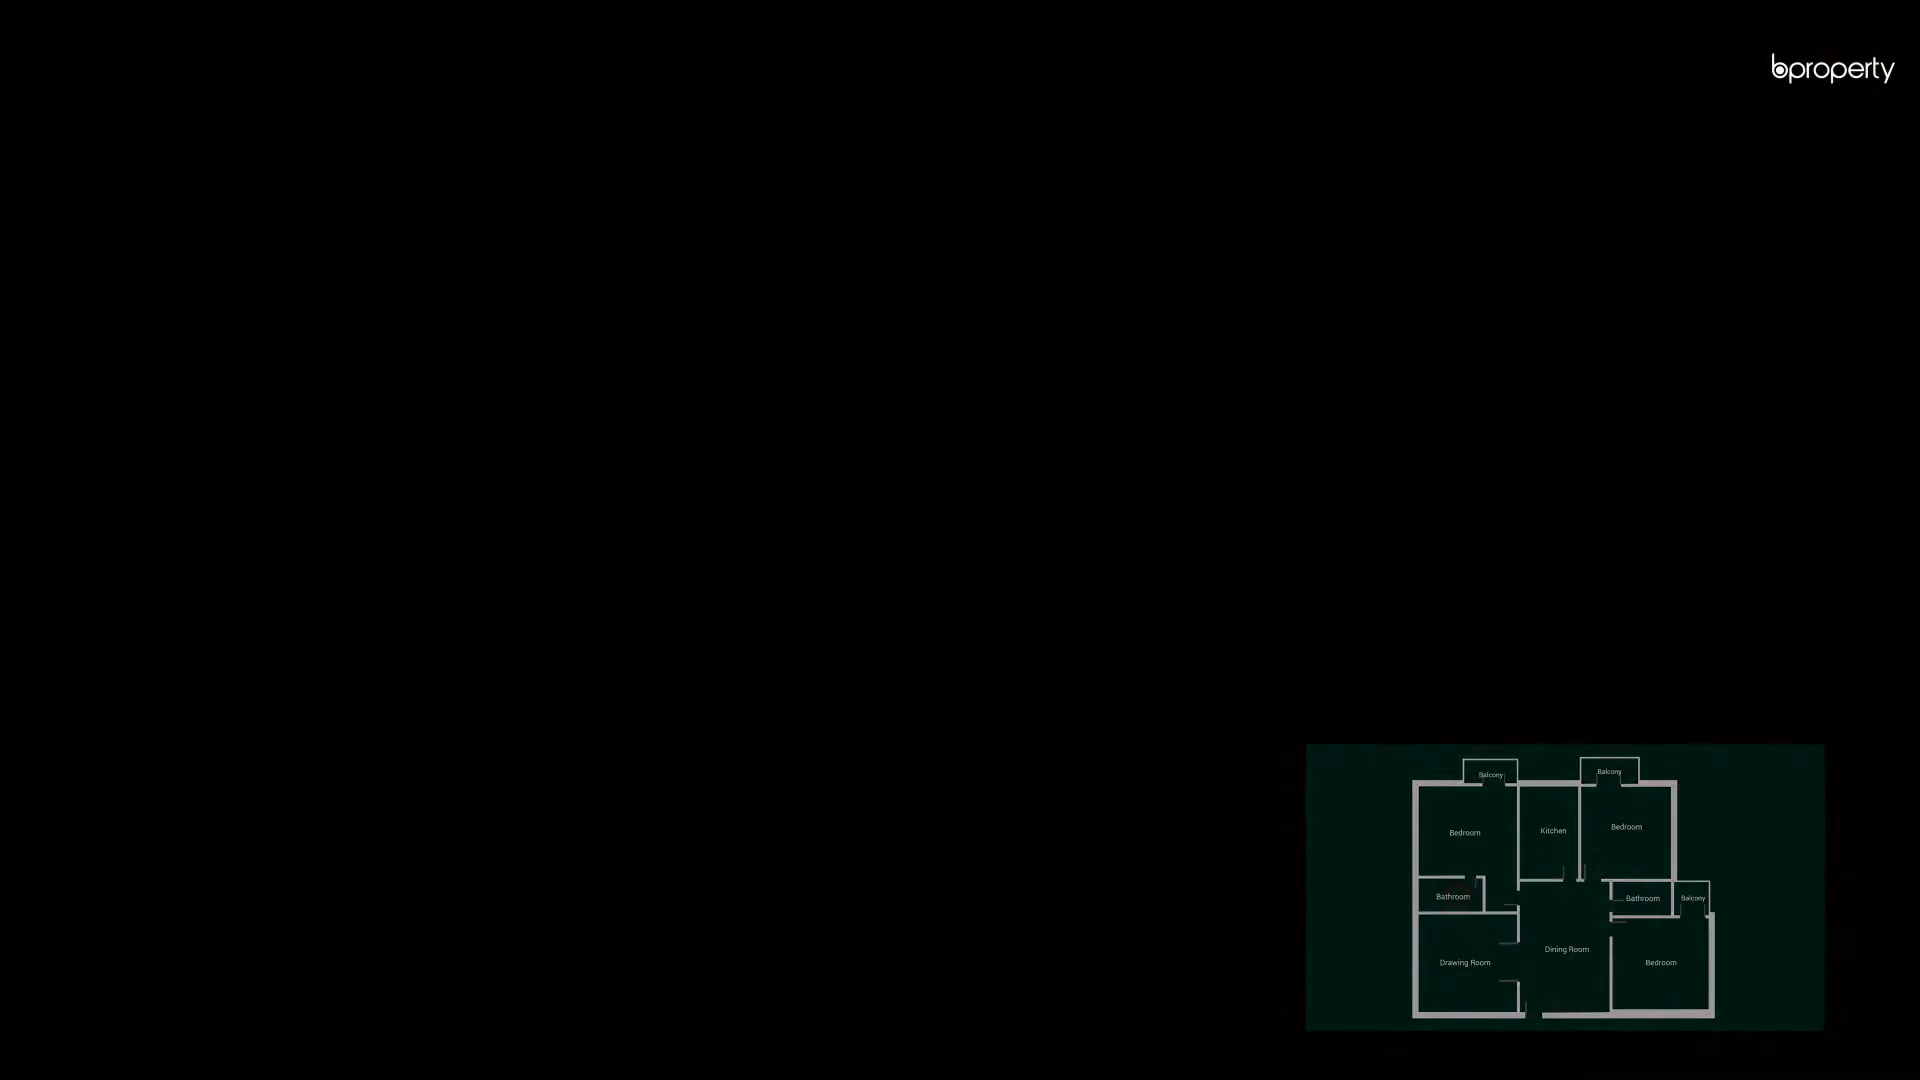 bproperty
Balcony
Balcony
Bedroom
Kitchen
Bedroom
Bathroom
Bathroom
Balcony
Drawing Room
Dining Room
Bedroom